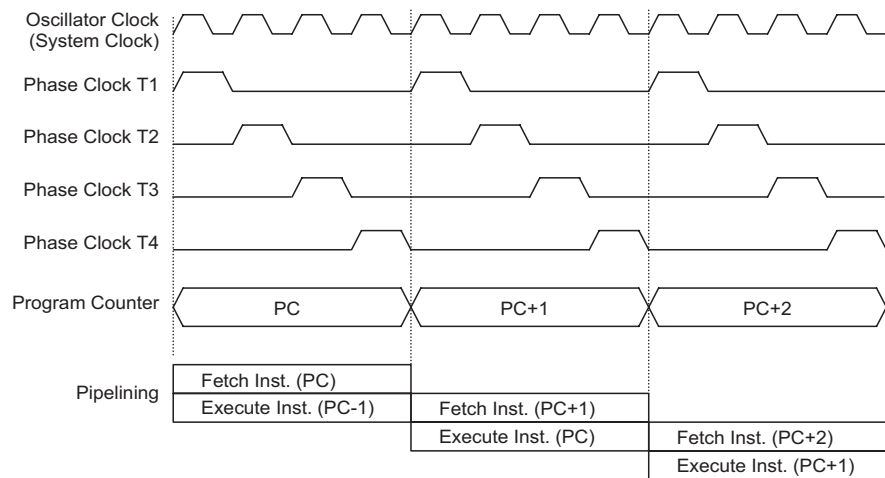 Oscillator Clock
(System Clock)
Phase Clock T1
Phase Clock T2
Phase Clock T3
Phase Clock T4
Program Counter
PC
PC+1
PC+2
Pipelining
Fetch Inst. (PC)
Execute Inst. (PC-1)
Fetch Inst. (PC+1)
Execute Inst. (PC)
Fetch Inst. (PC+2)
Execute Inst. (PC+1)